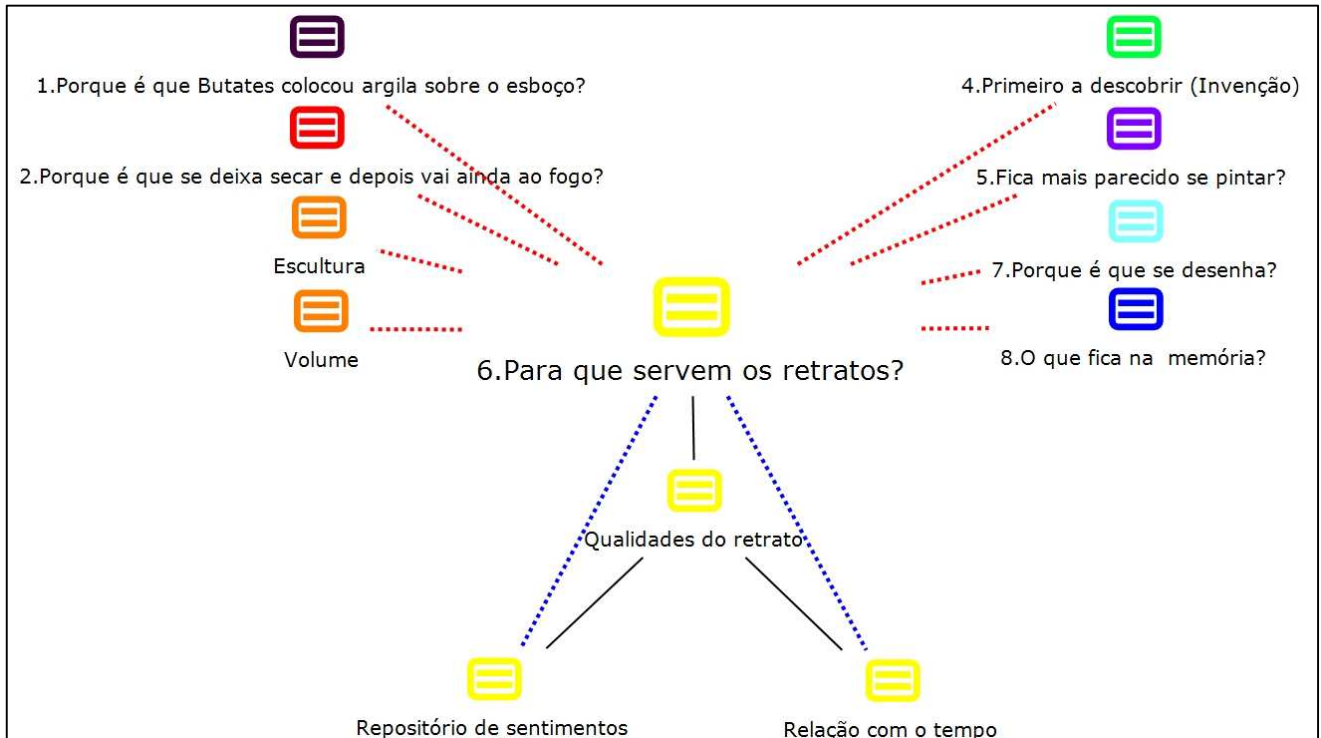 1.Porque é que Butates colocou argila sobre o esboço?
2.Porque é que se deixa secar e depois vai ainda ao fogo?
Escultura
Volume
4.Primeiro a descobrir (Invenção)
5.Fica mais parecido se pintar?
7.Porque é que se desenha?
8.O que fica na memória?
6.Para que servem os retratos?
Qualidades do retrato
Repositório de sentimentos
Relação com o tempo